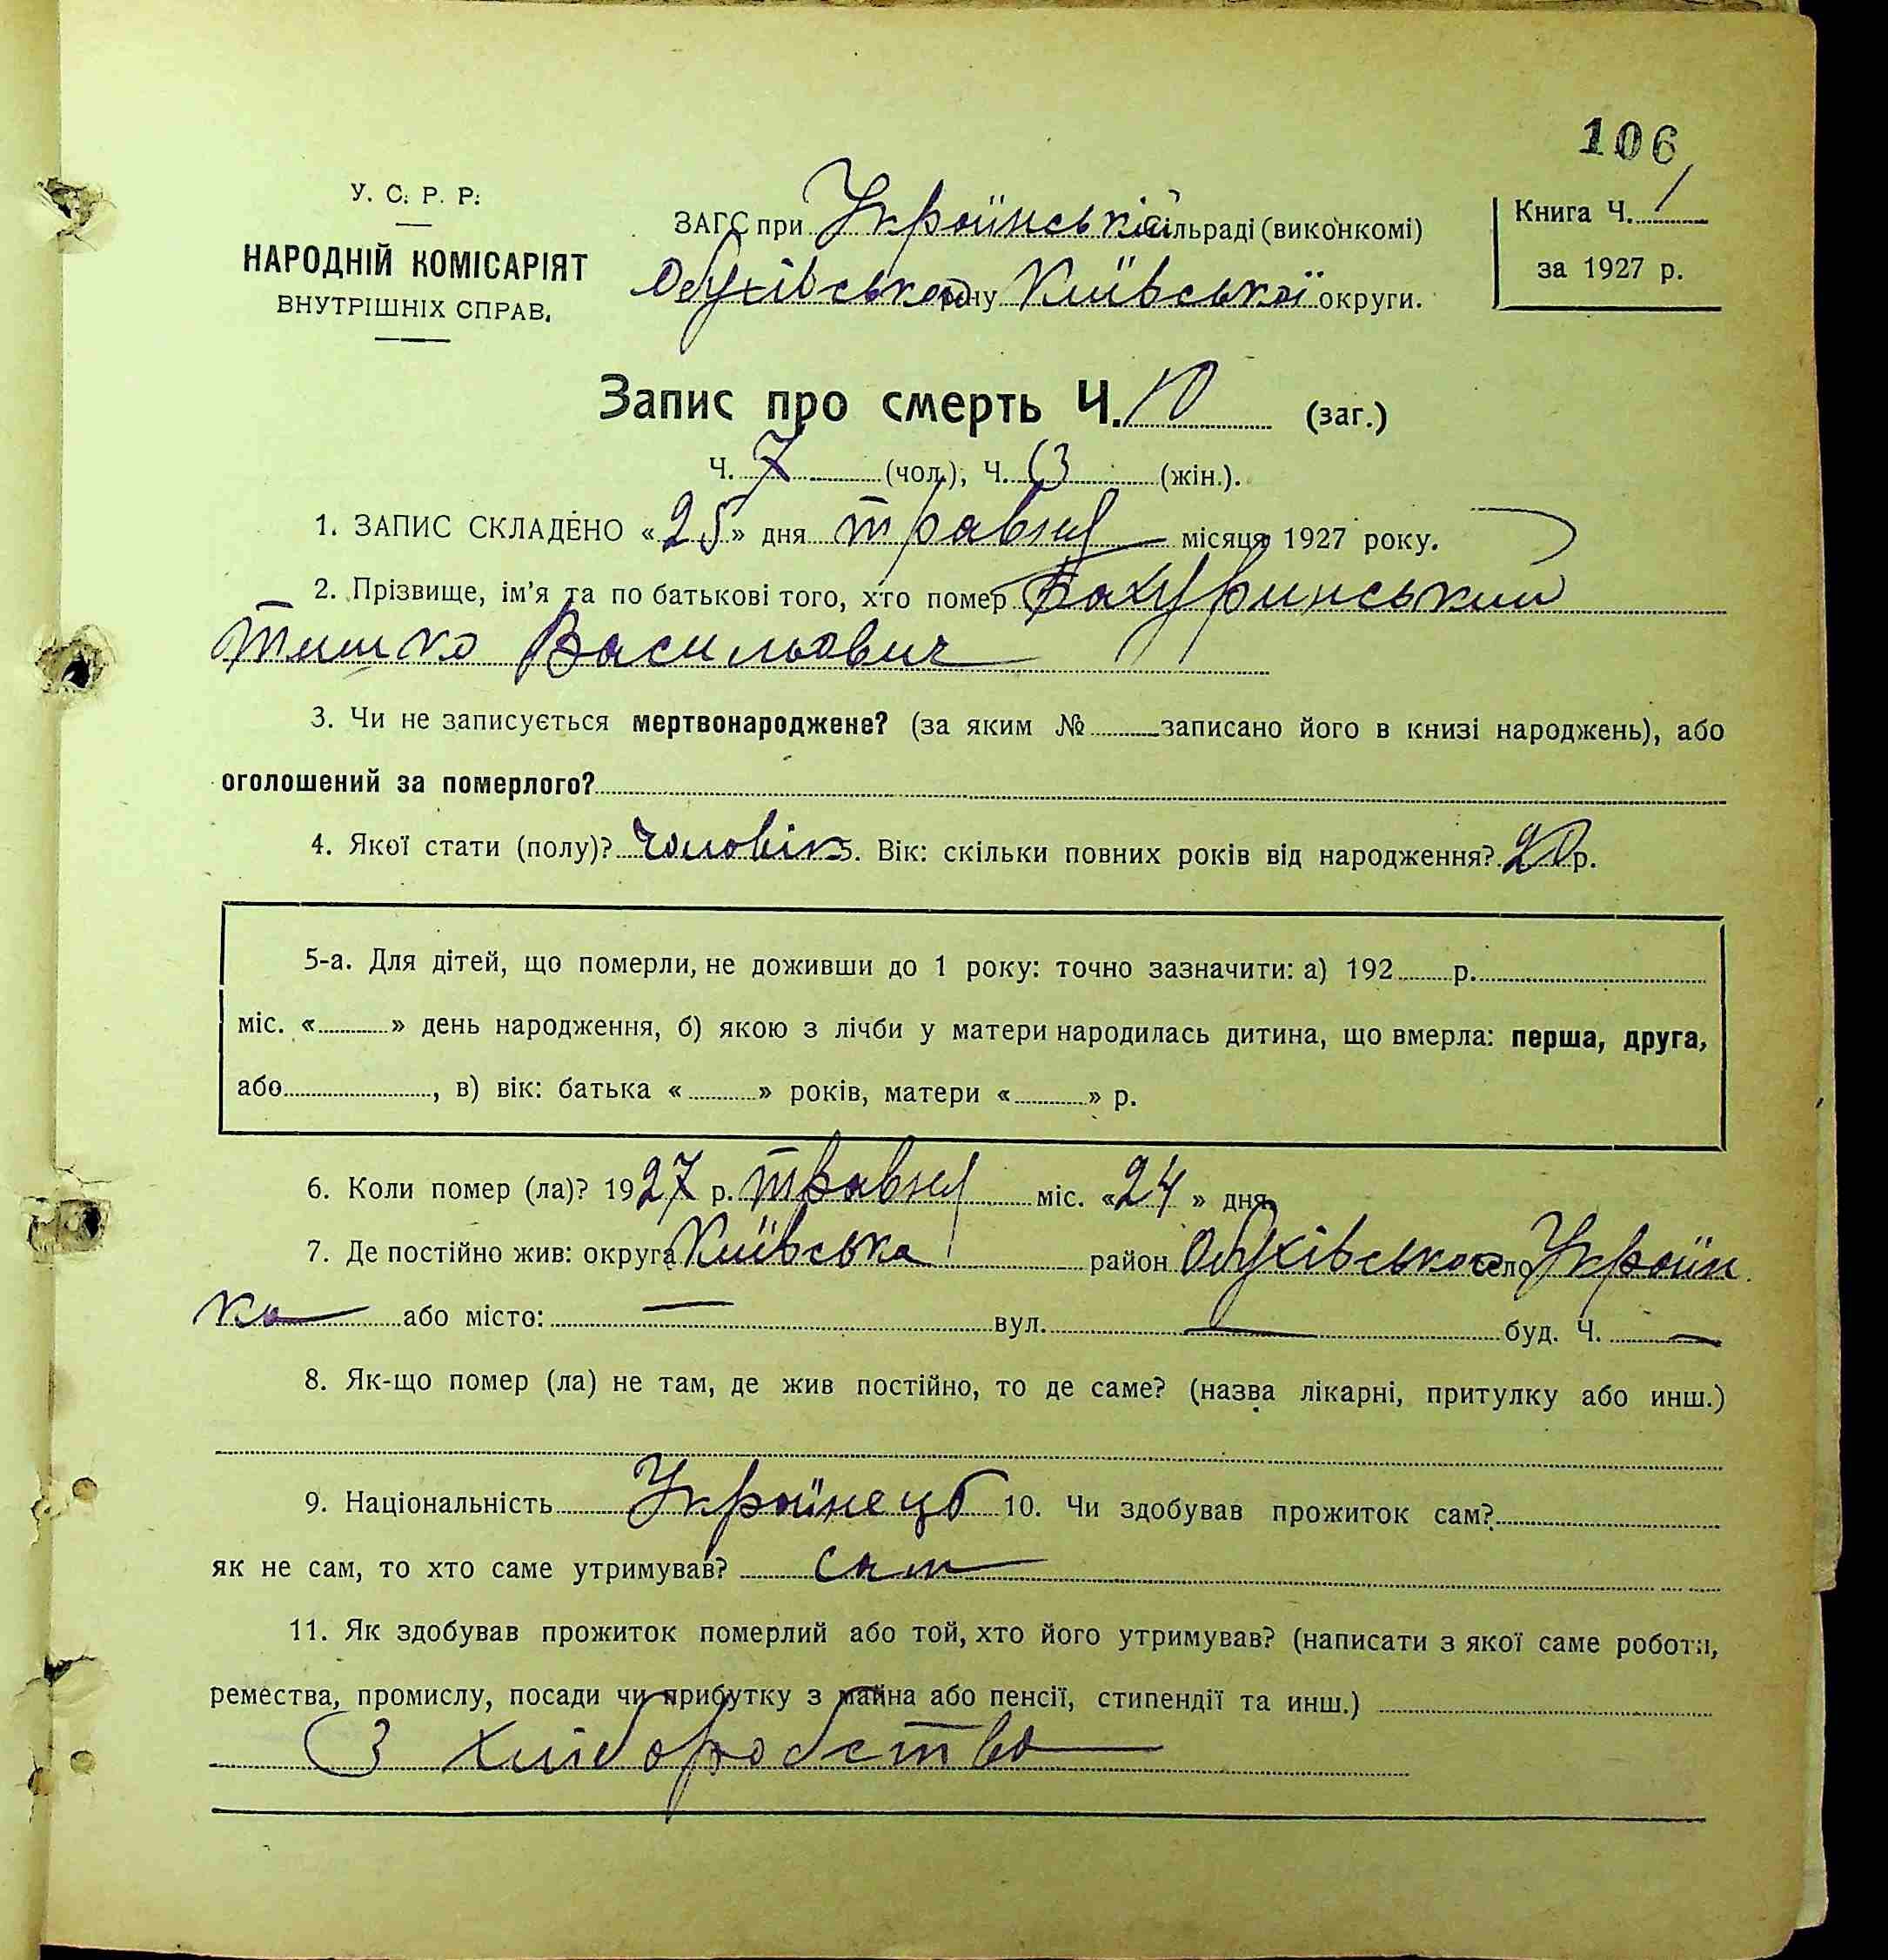 106
У. С. Р. Р.
НАРОДНІЙ КОМІСАРІЯТ
ВНУТРІШНІХ СПРАВ.
ЗАГС при Українській сільраді (виконкомі)
Обухівського р-ну Київської округи.
Книга Ч. 1
за 1927 р.
Запис про смерть Ч. 10 (заг.)
Ч. 7 (чол.), Ч. 3 (жін.).
1. ЗАПИС СКЛАДЕНО «25» дня травня місяця 1927 року.
2. Прізвище, ім'я та по батькові того, хто помер
Тишко Васильович
3. Чи не записується мертвонароджене? (за яким № записано його в книзі народжень), або
оголошений за померлого?
4. Якої стати (полу)? Чоловік. Вік: скільки повних років від народження? 20 р.
5-а. Для дітей, що померли, не доживши до 1 року: точно зазначити: а) 192 р.
міс. « » день народження, б) якою з лічби у матери народилась дитина, що вмерла: перша, друга,
або , в) вік: батька « » років, матери « » р.
6. Коли помер (ла)? 1927 р. травня міс. «24» дня.
7. Де постійно жив: округа Київська район Обухівського село Україн
ка або місто: — вул. — буд. Ч. —
8. Як-що помер (ла) не там, де жив постійно, то де саме? (назва лікарні, притулку або инш.)
9. Національність Українець 10. Чи здобував прожиток сам?
як не сам, то хто саме утримував? сам
11. Як здобував прожиток померлий або той, хто його утримував? (написати з якої саме роботи,
ремества, промислу, посади чи прибутку з майна або пенсії, стипендії та инш.)
З хліборобства